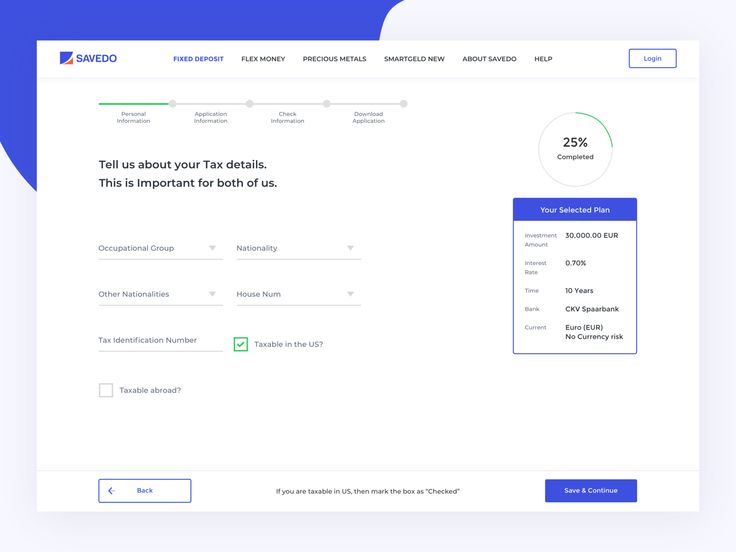 SAVEDO
FIXED DEPOSIT FLEX MONEY PRECIOUS METALS SMARTGELD NEW ABOUT SAVEDO HELP Login
Personal
Information
Application
Information
Check
Information
Download
Application
25%
Completed
Tell us about your Tax details.
This is Important for both of us.
Your Selected Plan
Investment
Amount
30,000.00 EUR
Interest
Rate
0.70%
Time 10 Years
Bank CKV Spaarbank
Current Euro (EUR)
No Currency risk
Occupational Group Nationality
Other Nationalities House Num
Tax Identification Number Taxable in the US?
Taxable abroad?
Back If you are taxable in US, then mark the box as "Checked" Save & Continue